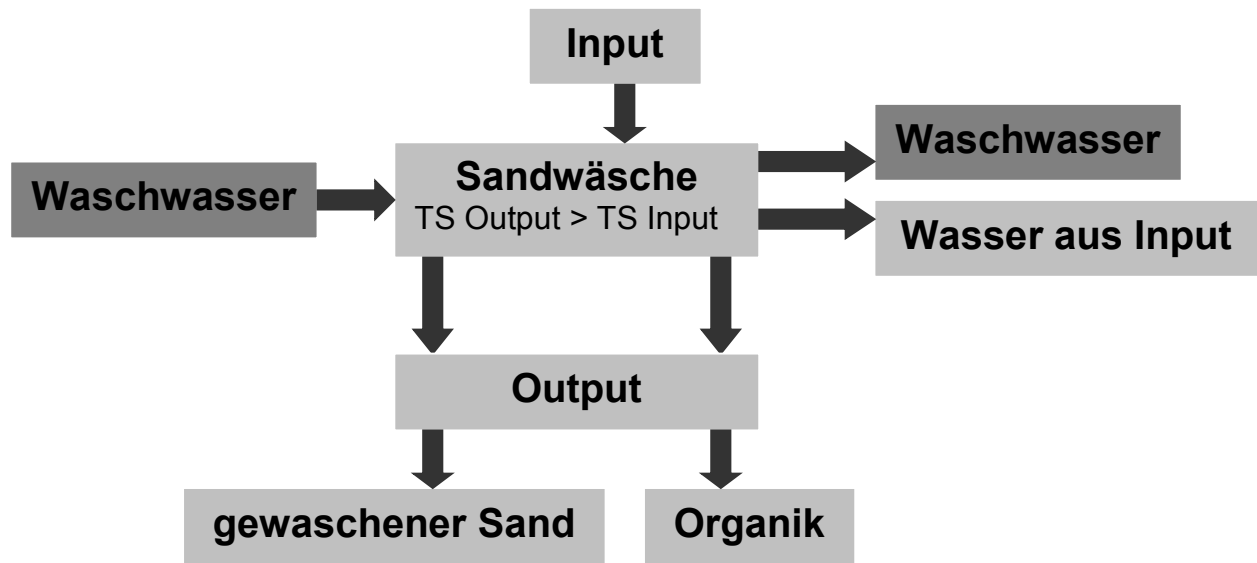 Input
Waschwasser
Sandwäsche
TS Output > TS Input
Waschwasser
Wasser aus Input
Output
gewaschener Sand
Organik